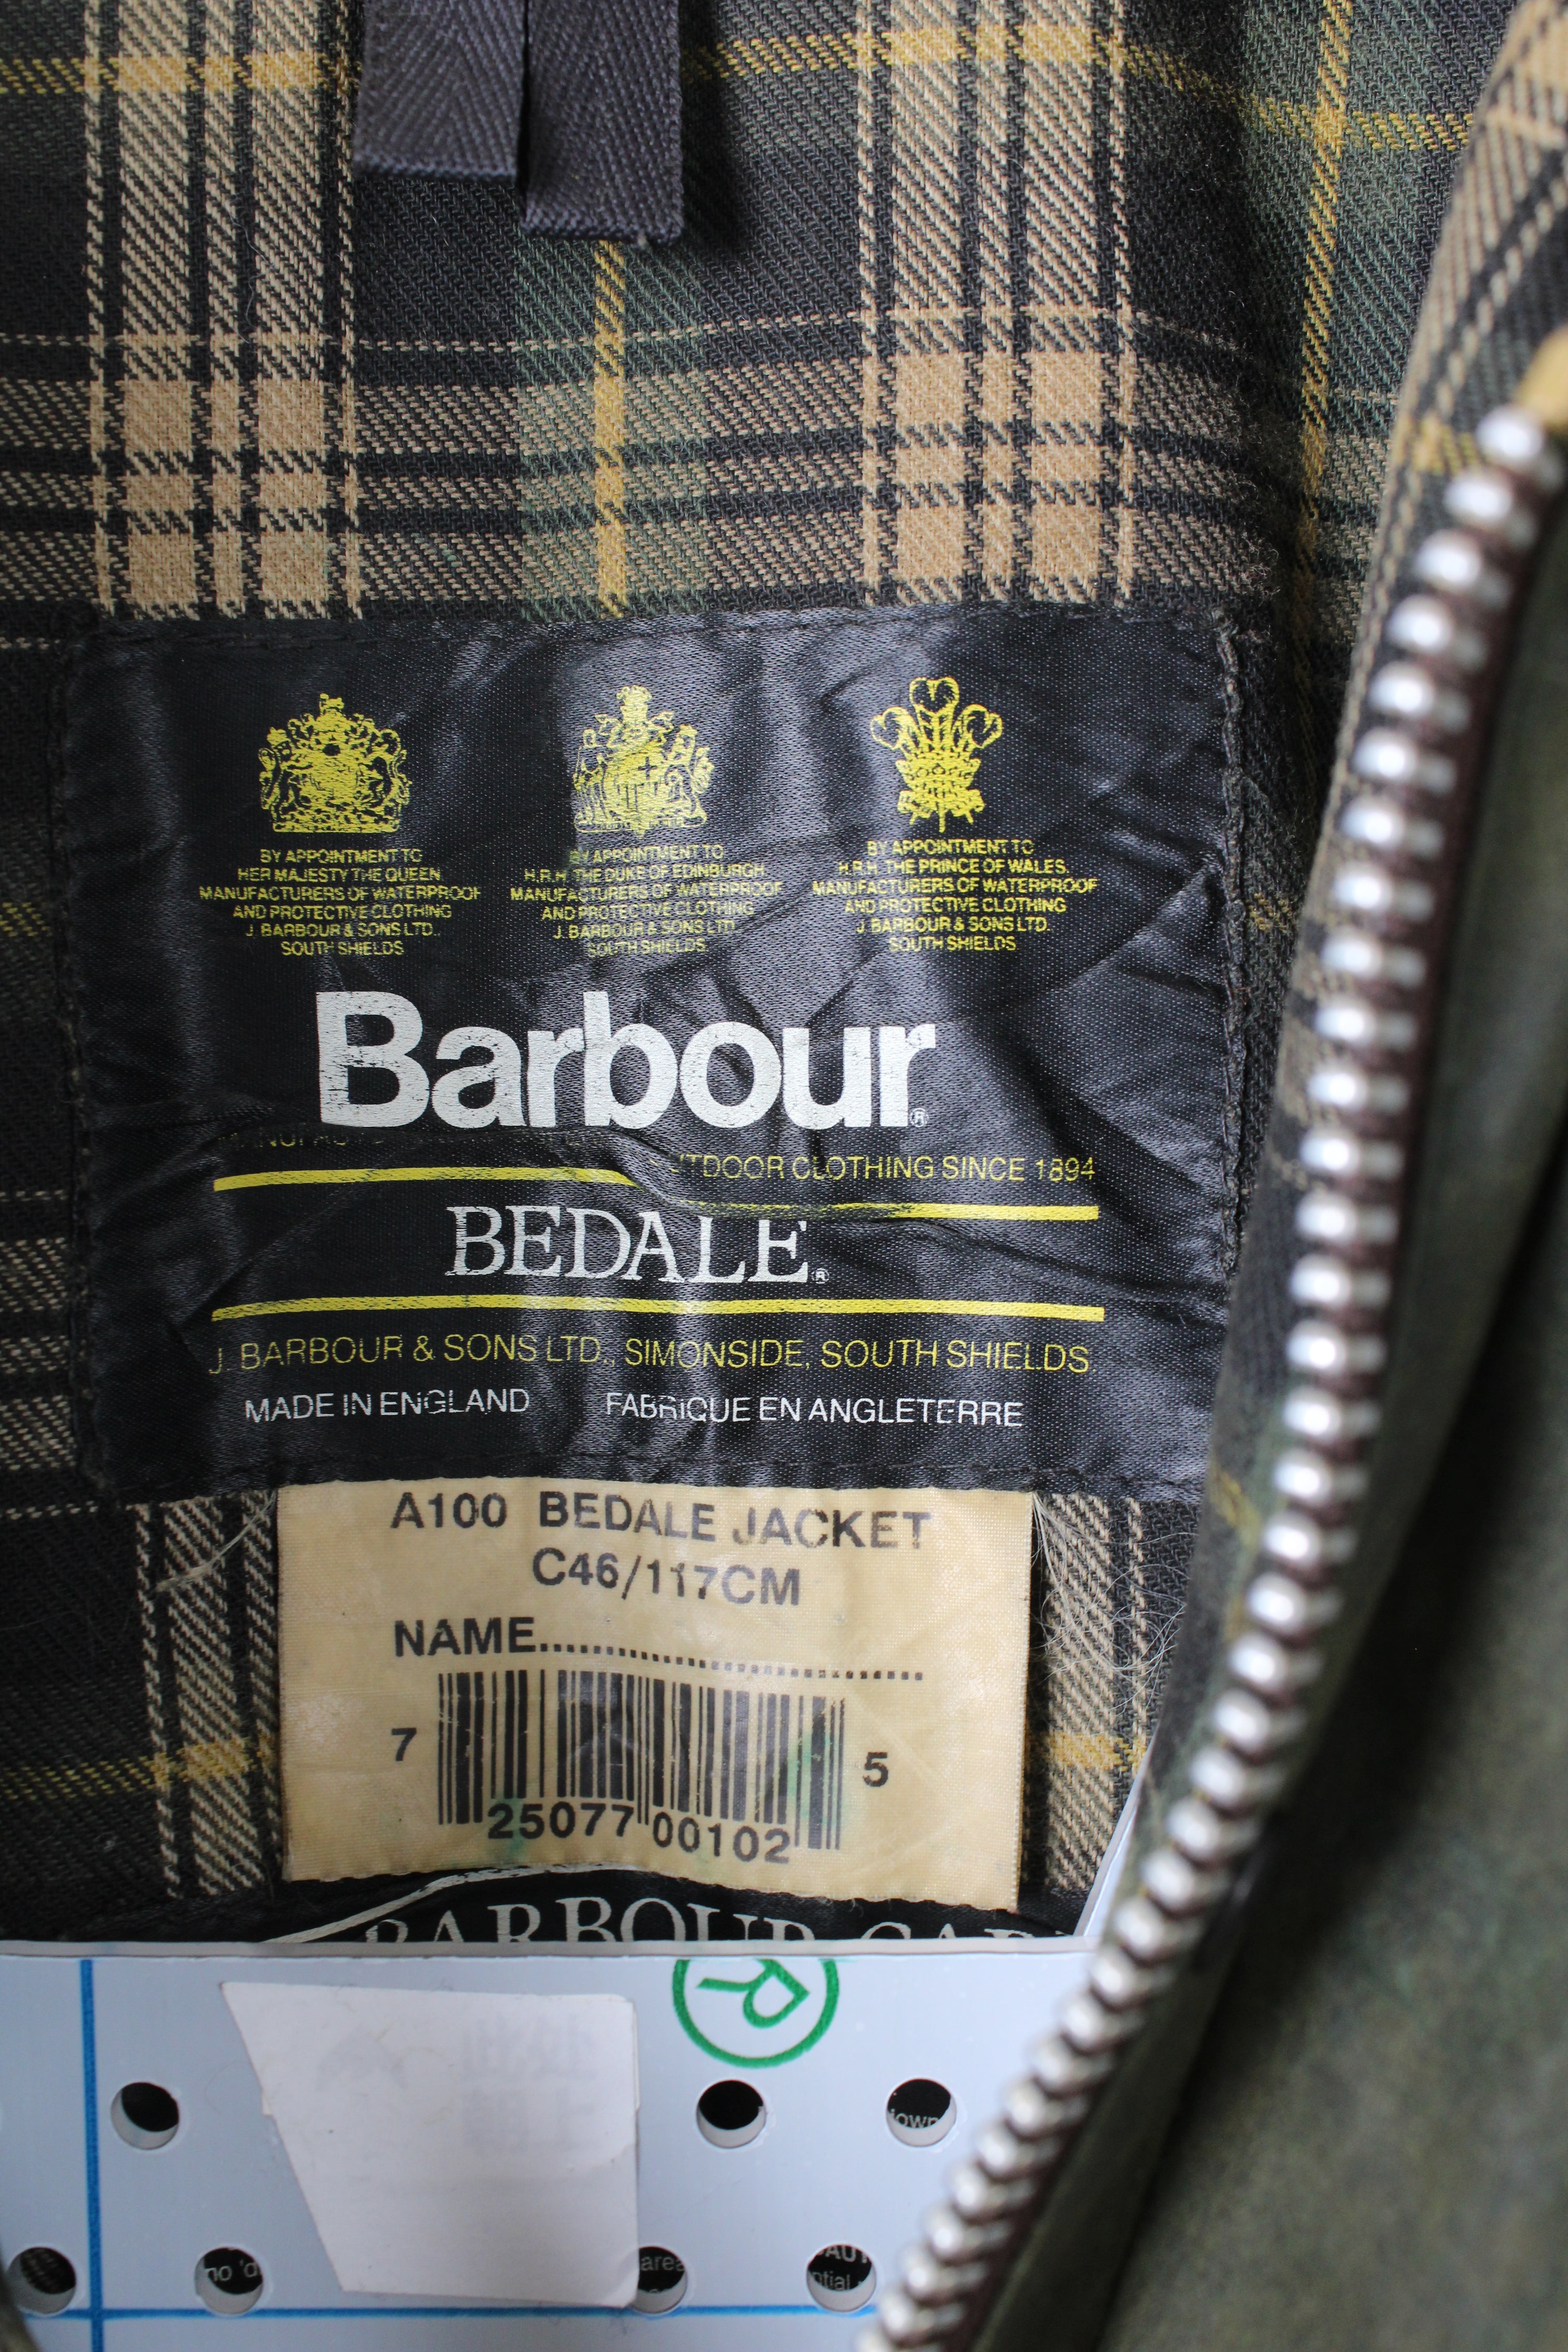 BY APPOINTMENT TO
HER MAJESTY THE QUEEN
MANUFACTURERS OF WATERPROOF
AND PROTECTIVE CLOTHING
J. BARBOUR & SONS LTD.
SOUTH SHIELDS
BY APPOINTMENT TO
H.R.H. THE DUKE OF EDINBURGH
MANUFACTURERS OF WATERPROOF
AND PROTECTIVE CLOTHING
J. BARBOUR & SONS LTD.
SOUTH SHIELDS
BY APPOINTMENT TO
H.R.H. THE PRINCE OF WALES.
MANUFACTURERS OF WATERPROOF
AND PROTECTIVE CLOTHING
J. BARBOUR & SONS LTD.
SOUTH SHIELDS
Barbour®
CLOTHING SINCE 1894
BEDALE®
J. BARBOUR & SONS LTD., SIMONSIDE, SOUTH SHIELDS
MADE IN ENGLAND FABRIQUE EN ANGLETERRE
A100 BEDALE JACKET
C46/117CM
NAME..............................
7 25077 00102 5
BARBOUR
R